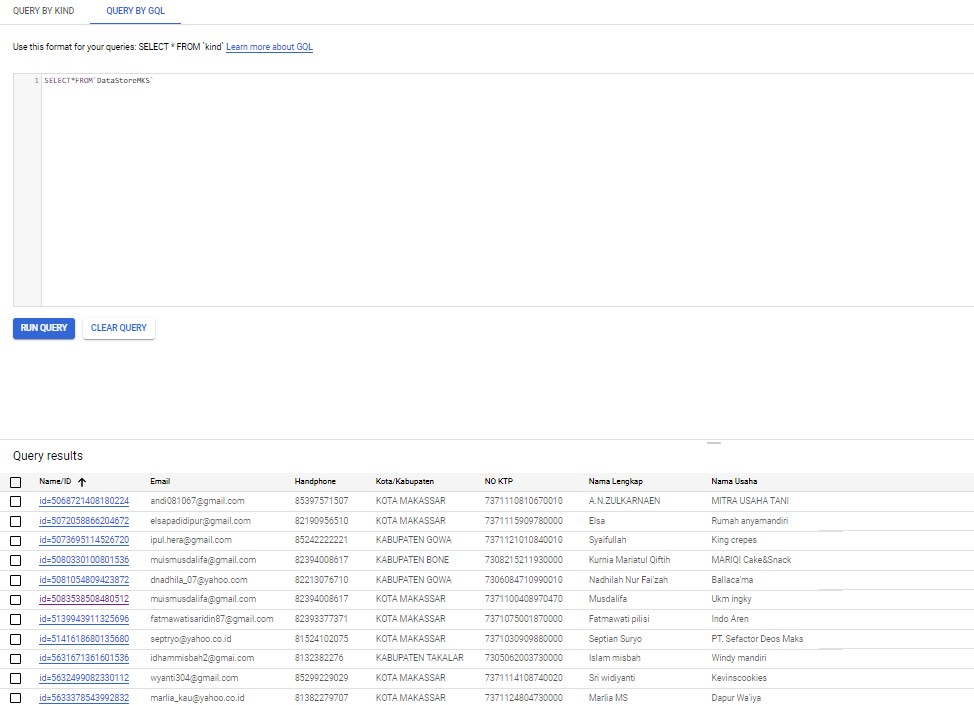 QUERY BY KIND QUERY BY GQL
Use this format for your queries: SELECT * FROM `kind` Learn more about GQL
1 SELECT*FROM`DataStoreMKS`
RUN QUERY CLEAR QUERY
Query results
Name/ID Email Handphone Kota/Kabupaten NO KTP Nama Lengkap Nama Usaha
id=5068721408180224 andi081067@gmail.com 85397571507 KOTA MAKASSAR 7371110810670010 A.N.ZULKARNAEN MITRA USAHA TANI
id=5072058866204672 elsapadidipur@gmail.com 82190956510 KOTA MAKASSAR 7371115909780000 Elsa Rumah anyamandiri
id=5073695114526720 ipul.hera@gmail.com 85242222221 KABUPATEN GOWA 7371121010840010 Syaifullah King crepes
id=5080330100801536 muismusdalifa@gmail.com 82394008617 KABUPATEN BONE 7308215211930000 Kurnia Mariatul Qiftih MARIQI Cake&Snack
id=5081054809423872 dnadhila_07@yahoo.com 82213076710 KABUPATEN GOWA 7306084710990010 Nadhilah Nur Fai'zah Ballaca'ma
id=5083538508480512 muismusdalifa@gmail.com 82394008617 KOTA MAKASSAR 7371100408970470 Musdalifa Ukm ingky
id=5139943911325696 fatmawatisaridin87@gmail.com 82393377371 KOTA MAKASSAR 7371075001870000 Fatmawati pilisi Indo Aren
id=5141618680135680 septryo@yahoo.co.id 81524102075 KOTA MAKASSAR 7371030909880000 Septian Suryo PT. Sefactor Deos Maks
id=5631671361601536 idhammisbah2@gmai.com 8132382276 KABUPATEN TAKALAR 7305062003730000 Islam misbah Windy mandiri
id=5632499082330112 wyanti304@gmail.com 85299229029 KOTA MAKASSAR 7371114108740020 Sri widiyanti Kevinscookies
id=5633378543992832 marlia_kau@yahoo.co.id 81382279707 KOTA MAKASSAR 7371124804730000 Marlia MS Dapur Wa'iya